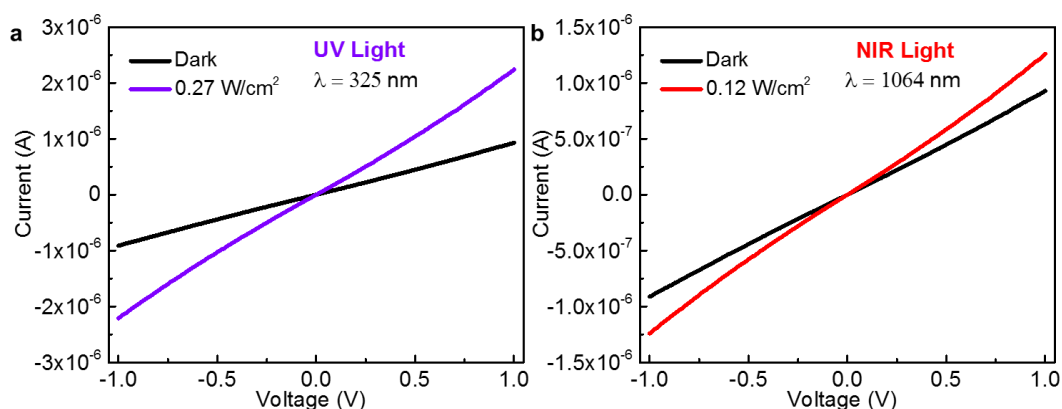 a
3x10⁻⁶
2x10⁻⁶
1x10⁻⁶
0
-1x10⁻⁶
-2x10⁻⁶
-3x10⁻⁶
Current (A)
Dark
0.27 W/cm²
UV Light
λ = 325 nm
-1.0 -0.5 0.0 0.5 1.0
Voltage (V)
b
1.5x10⁻⁶
1.0x10⁻⁶
5.0x10⁻⁷
0.0
-5.0x10⁻⁷
-1.0x10⁻⁶
-1.5x10⁻⁶
Current (A)
Dark
0.12 W/cm²
NIR Light
λ = 1064 nm
-1.0 -0.5 0.0 0.5 1.0
Voltage (V)